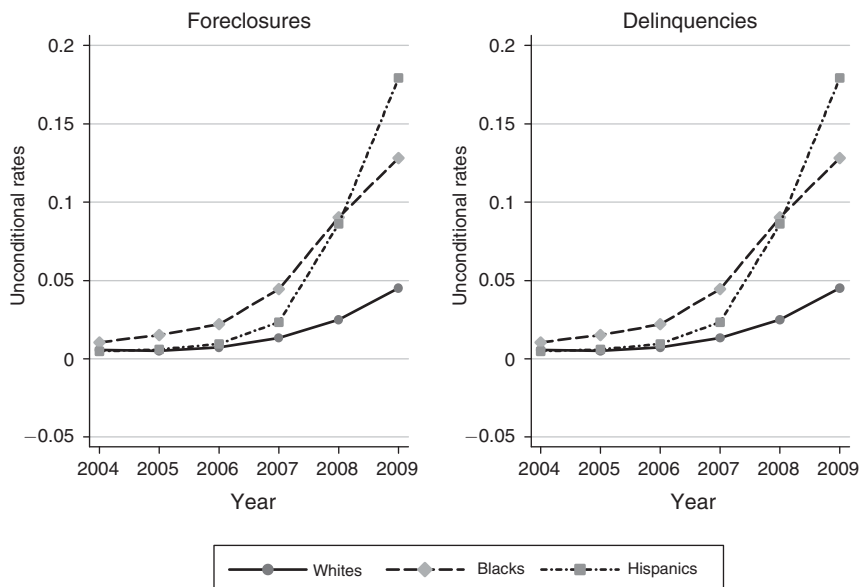 Foreclosures
0.2
0.15
0.1
0.05
0
−0.05
Unconditional rates
2004 2005 2006 2007 2008 2009
Year
Delinquencies
0.2
0.15
0.1
0.05
0
−0.05
Unconditional rates
2004 2005 2006 2007 2008 2009
Year
Whites Blacks Hispanics